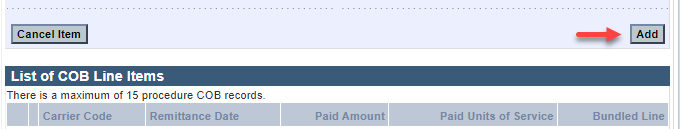 Cancel Item Add
List of COB Line Items
There is a maximum of 15 procedure COB records.
Carrier Code Remittance Date Paid Amount Paid Units of Service Bundled Line